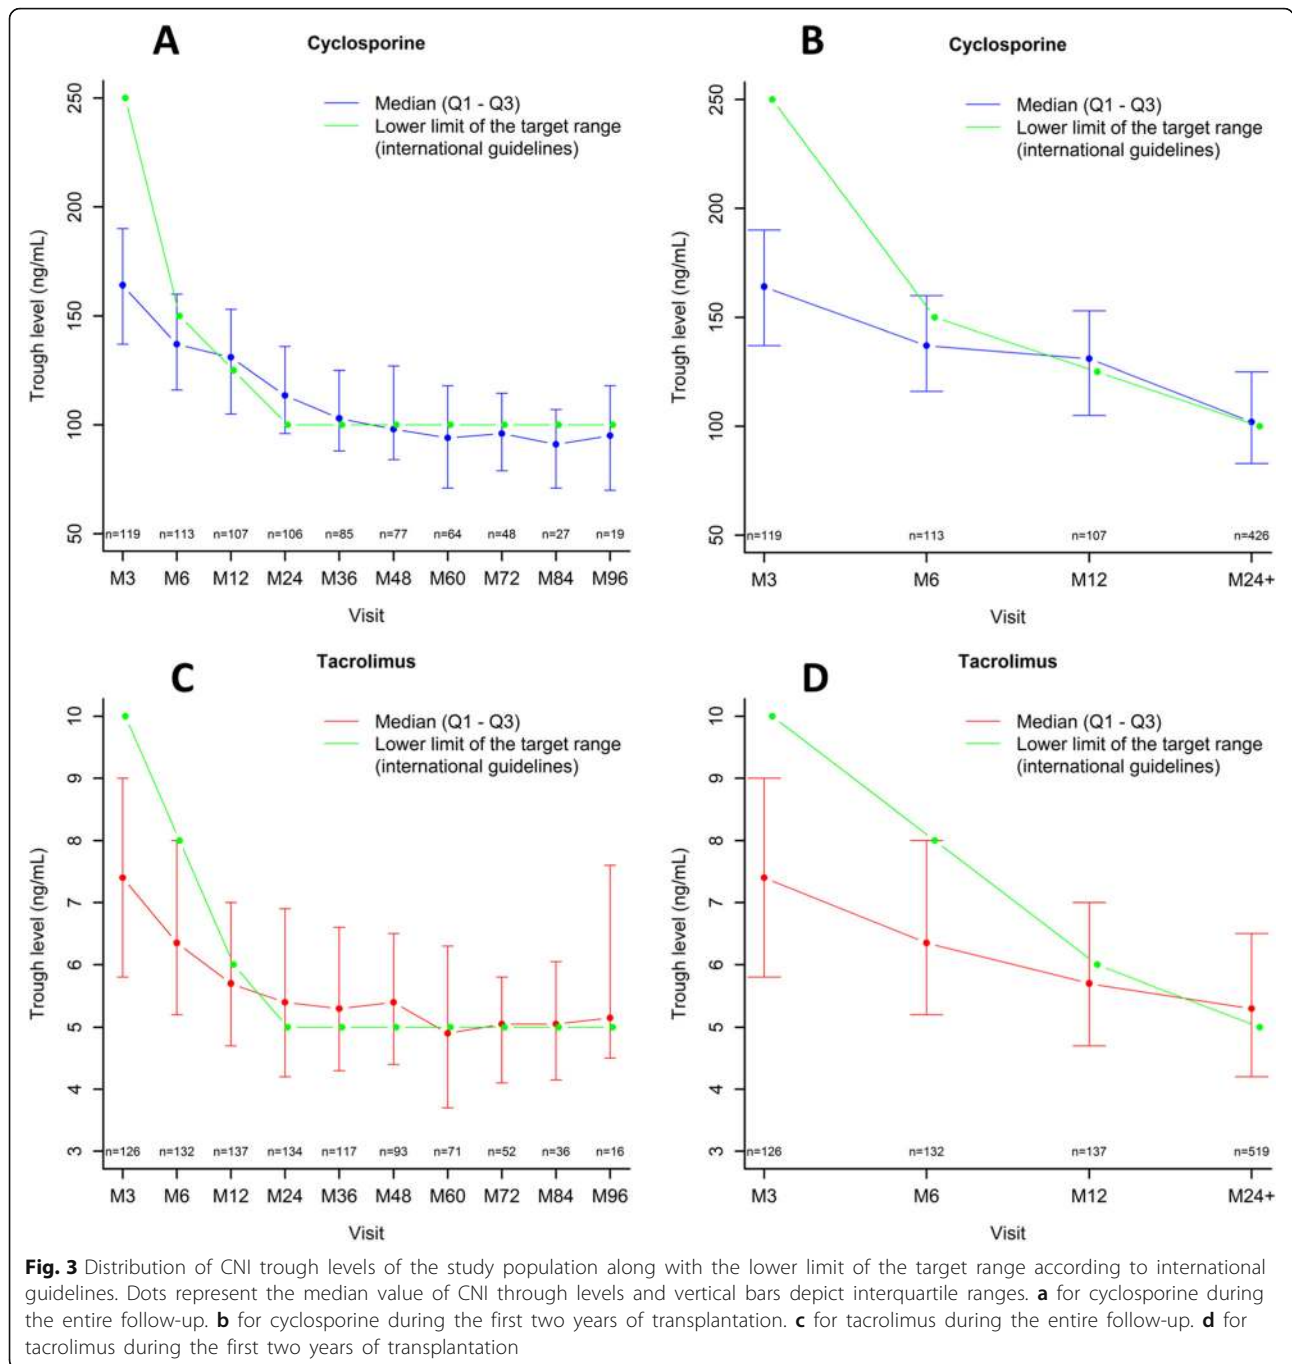 A
Cyclosporine
Median (Q1 - Q3)
Lower limit of the target range
(international guidelines)
Trough level (ng/mL)
250
200
150
100
50
n=119 n=113 n=107 n=106 n=85 n=77 n=64 n=48 n=27 n=19
M3 M6 M12 M24 M36 M48 M60 M72 M84 M96
Visit
B
Cyclosporine
Median (Q1 - Q3)
Lower limit of the target range
(international guidelines)
Trough level (ng/mL)
250
200
150
100
50
n=119 n=113 n=107 n=426
M3 M6 M12 M24+
Visit
C
Tacrolimus
Median (Q1 - Q3)
Lower limit of the target range
(international guidelines)
Trough level (ng/mL)
10
9
8
7
6
5
4
3
n=126 n=132 n=137 n=134 n=117 n=93 n=71 n=52 n=36 n=16
M3 M6 M12 M24 M36 M48 M60 M72 M84 M96
Visit
D
Tacrolimus
Median (Q1 - Q3)
Lower limit of the target range
(international guidelines)
Trough level (ng/mL)
10
9
8
7
6
5
4
3
n=126 n=132 n=137 n=519
M3 M6 M12 M24+
Visit
Fig. 3 Distribution of CNI trough levels of the study population along with the lower limit of the target range according to international
guidelines. Dots represent the median value of CNI through levels and vertical bars depict interquartile ranges. a for cyclosporine during
the entire follow-up. b for cyclosporine during the first two years of transplantation. c for tacrolimus during the entire follow-up. d for
tacrolimus during the first two years of transplantation